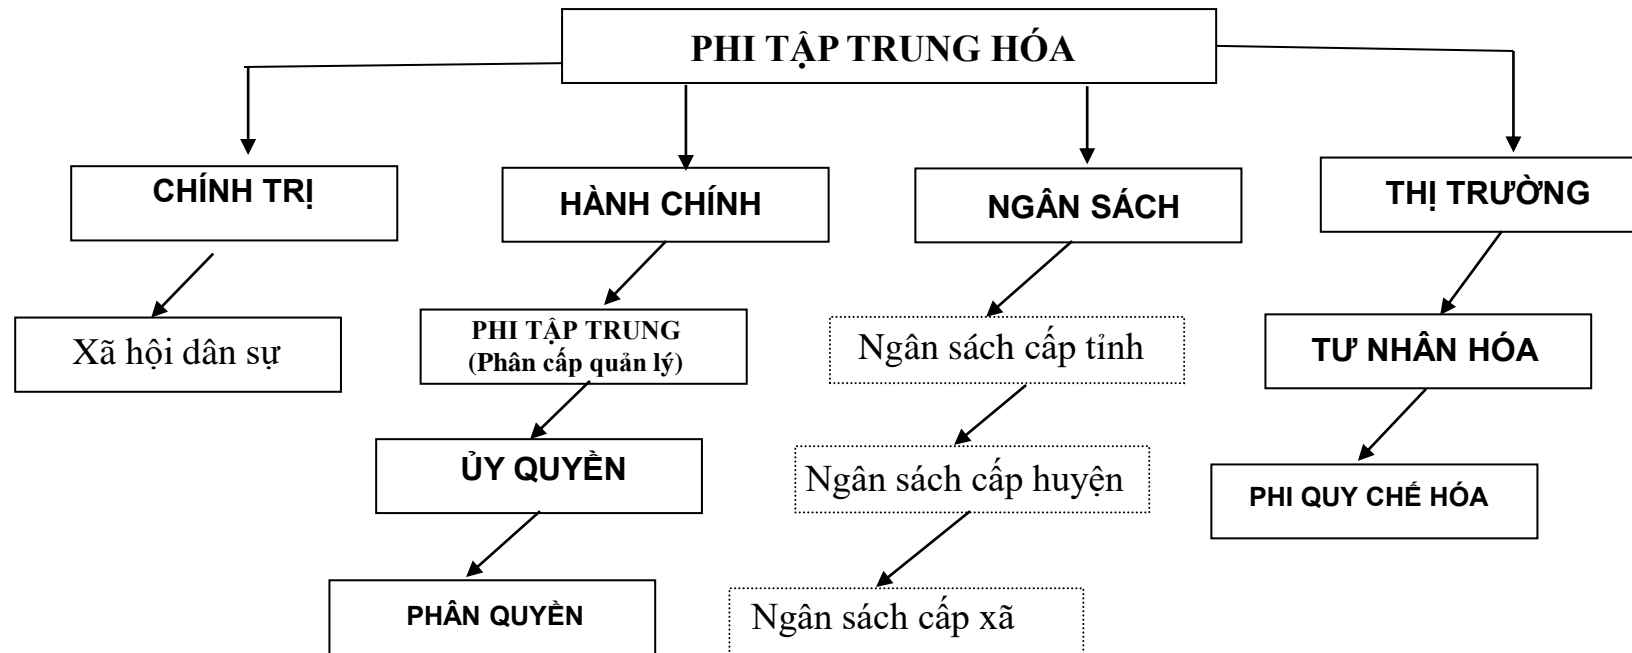 PHI TẬP TRUNG HÓA
CHÍNH TRỊ
HÀNH CHÍNH
NGÂN SÁCH
THỊ TRƯỜNG
Xã hội dân sự
PHI TẬP TRUNG
(Phân cấp quản lý)
Ngân sách cấp tỉnh
TƯ NHÂN HÓA
ỦY QUYỀN
Ngân sách cấp huyện
PHI QUY CHẾ HÓA
PHÂN QUYỀN
Ngân sách cấp xã